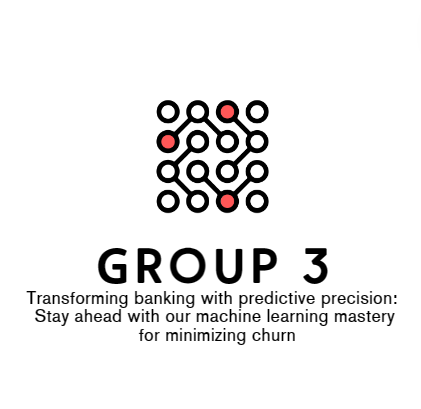 GROUP 3
Transforming banking with predictive precision:
Stay ahead with our machine learning mastery
for minimizing churn